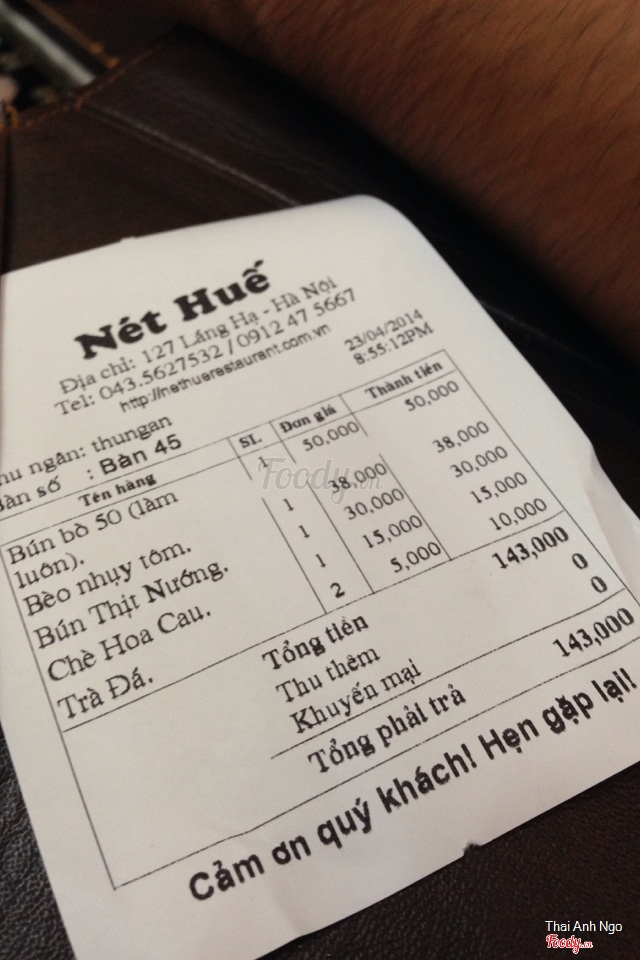 Nét Huế
Địa chỉ: 127 Láng Hạ - Hà Nội
Tel: 043.5627532 / 0912 47 5667
http://nethuerestaurant.com.vn
23/04/2014
8:55:12PM
hu ngân: thungan
Bàn số : Bàn 45
Tên hàng SL Đơn giá Thành tiền
Bún bò 50 (làm luôn). 1 50,000 50,000
Bèo nhụy tôm. 1 38,000 38,000
Bún Thịt Nướng. 1 30,000 30,000
Chè Hoa Cau. 1 15,000 15,000
Trà Đá. 2 5,000 10,000
Tổng tiền 143,000
Thu thêm 0
Khuyến mại 0
Tổng phải trả 143,000
Cảm ơn quý khách! Hẹn gặp lại!
Foody.vn
Thai Anh Ngo
Foody.vn